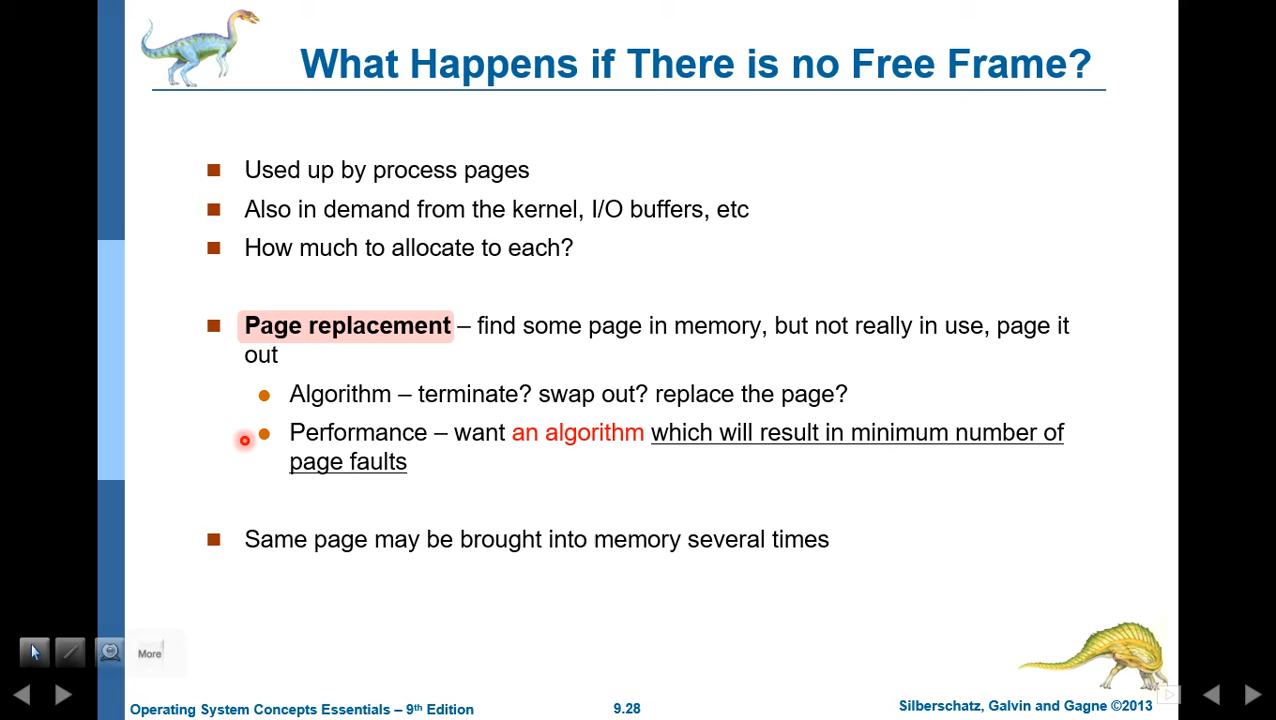 What Happens if There is no Free Frame?
Used up by process pages
Also in demand from the kernel, I/O buffers, etc
How much to allocate to each?
Page replacement – find some page in memory, but not really in use, page it
out
Algorithm – terminate? swap out? replace the page?
Performance – want an algorithm which will result in minimum number of
page faults
Same page may be brought into memory several times
More
Operating System Concepts Essentials – 9th Edition
9.28
Silberschatz, Galvin and Gagne ©2013